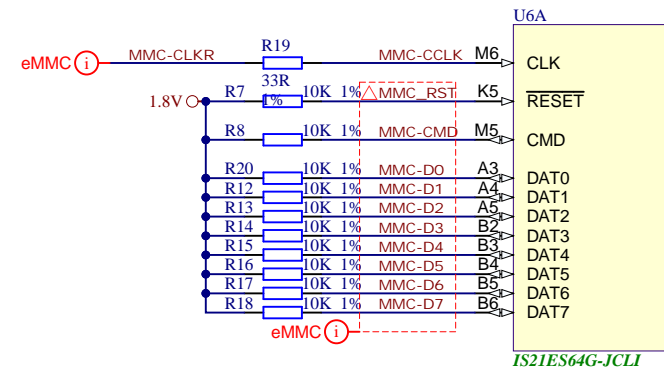 U6A
eMMC i MMC-CLKR R19 MMC-CCLK M6 CLK
33R 1%
1.8V R7 10K 1% MMC_RST K5 RESET
R8 10K 1% MMC-CMD M5 CMD
R20 10K 1% MMC-D0 A3 DAT0
R12 10K 1% MMC-D1 A4 DAT1
R13 10K 1% MMC-D2 A5 DAT2
R14 10K 1% MMC-D3 B2 DAT3
R15 10K 1% MMC-D4 B3 DAT4
R16 10K 1% MMC-D5 B4 DAT5
R17 10K 1% MMC-D6 B5 DAT6
R18 10K 1% MMC-D7 B6 DAT7
eMMC i
IS21ES64G-JCLI